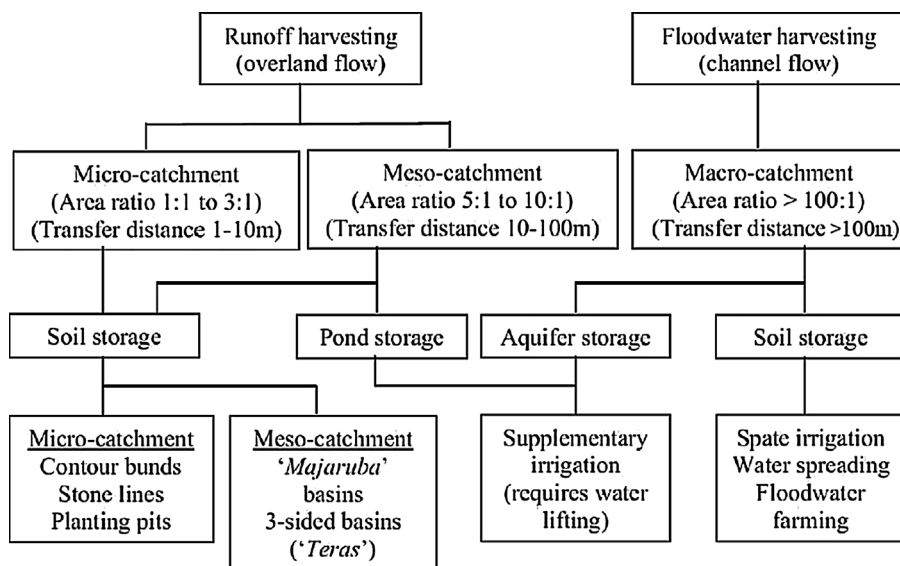 Runoff harvesting
(overland flow)
Floodwater harvesting
(channel flow)
Micro-catchment
(Area ratio 1:1 to 3:1)
(Transfer distance 1-10m)
Meso-catchment
(Area ratio 5:1 to 10:1)
(Transfer distance 10-100m)
Macro-catchment
(Area ratio > 100:1)
(Transfer distance >100m)
Soil storage
Pond storage
Aquifer storage
Soil storage
Micro-catchment
Contour bunds
Stone lines
Planting pits
Meso-catchment
'Majaruba'
basins
3-sided basins
('Teras')
Supplementary
irrigation
(requires water
lifting)
Spate irrigation
Water spreading
Floodwater
farming